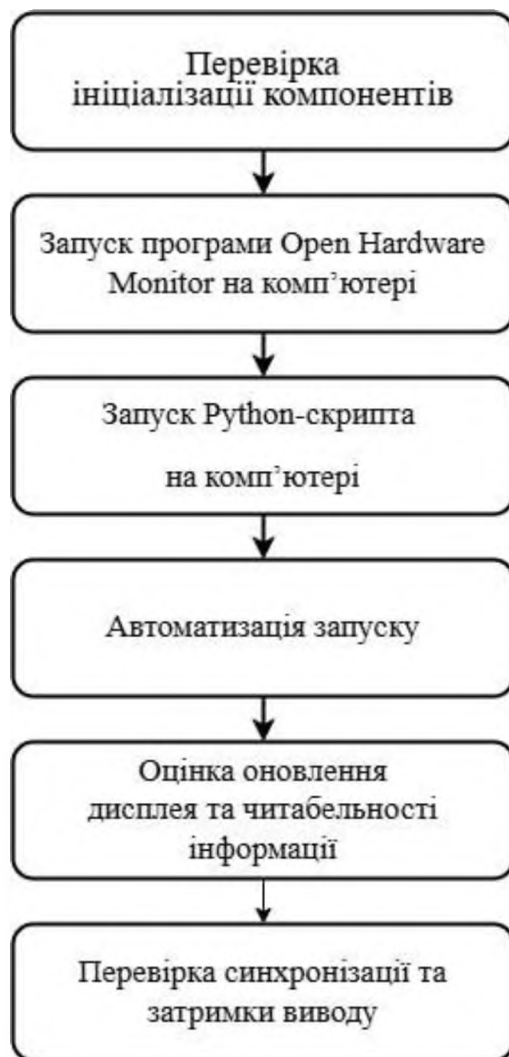 Перевірка
ініціалізації компонентів
Запуск програми Open Hardware
Monitor на комп’ютері
Запуск Python-скрипта
на комп’ютері
Автоматизація запуску
Оцінка оновлення
дисплея та читабельності
інформації
Перевірка синхронізації та
затримки виводу